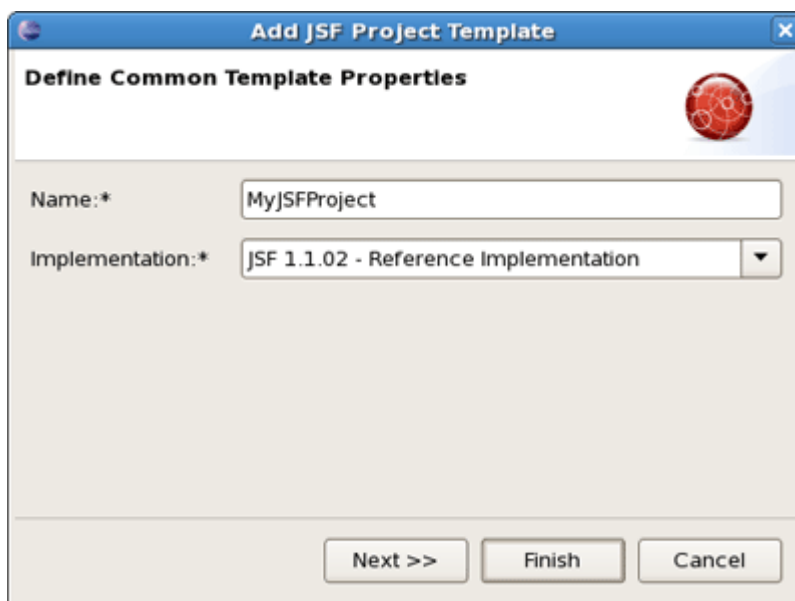 Add JSF Project Template
Define Common Template Properties
Name:* MyJSFProject
Implementation:* JSF 1.1.02 - Reference Implementation
Next >> Finish Cancel